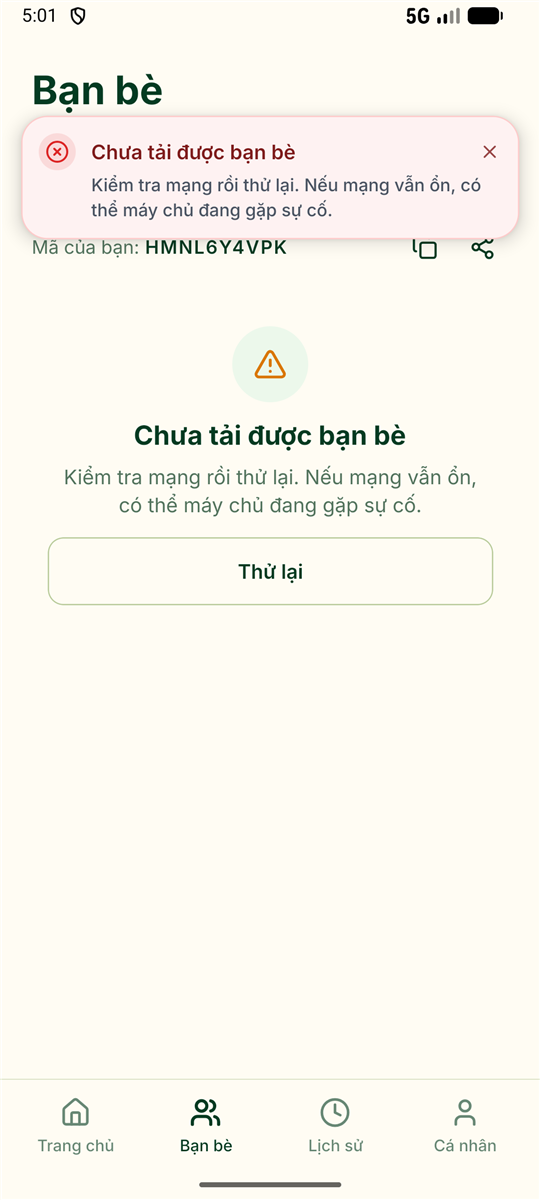 5:01
5G
Bạn bè
Chưa tải được bạn bè
Kiểm tra mạng rồi thử lại. Nếu mạng vẫn ổn, có
thể máy chủ đang gặp sự cố.
Mã của bạn: HMNL6Y4VPK
Chưa tải được bạn bè
Kiểm tra mạng rồi thử lại. Nếu mạng vẫn ổn,
có thể máy chủ đang gặp sự cố.
Thử lại
Trang chủ
Bạn bè
Lịch sử
Cá nhân